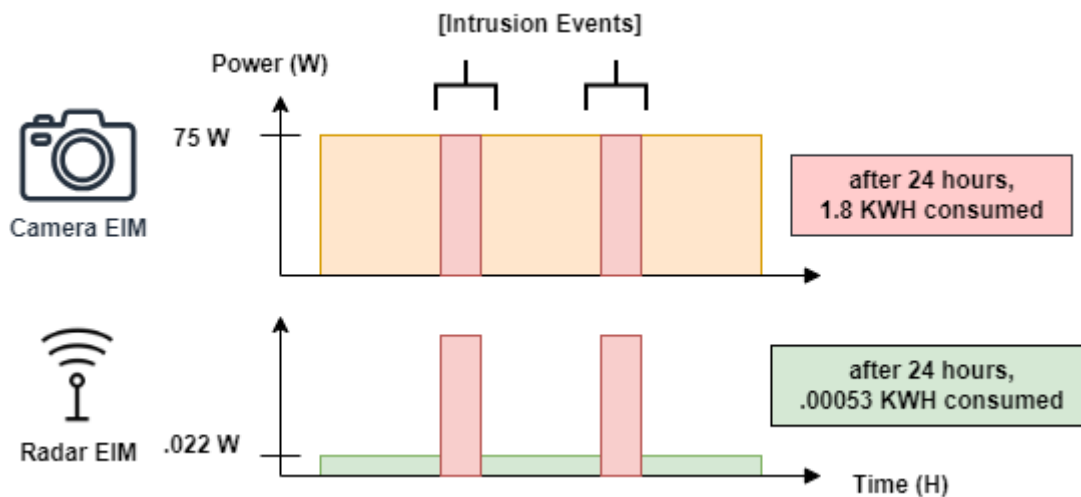 [Intrusion Events]
Power (W)
75 W
Camera EIM
after 24 hours,
1.8 KWH consumed
after 24 hours,
.00053 KWH consumed
.022 W
Radar EIM
Time (H)